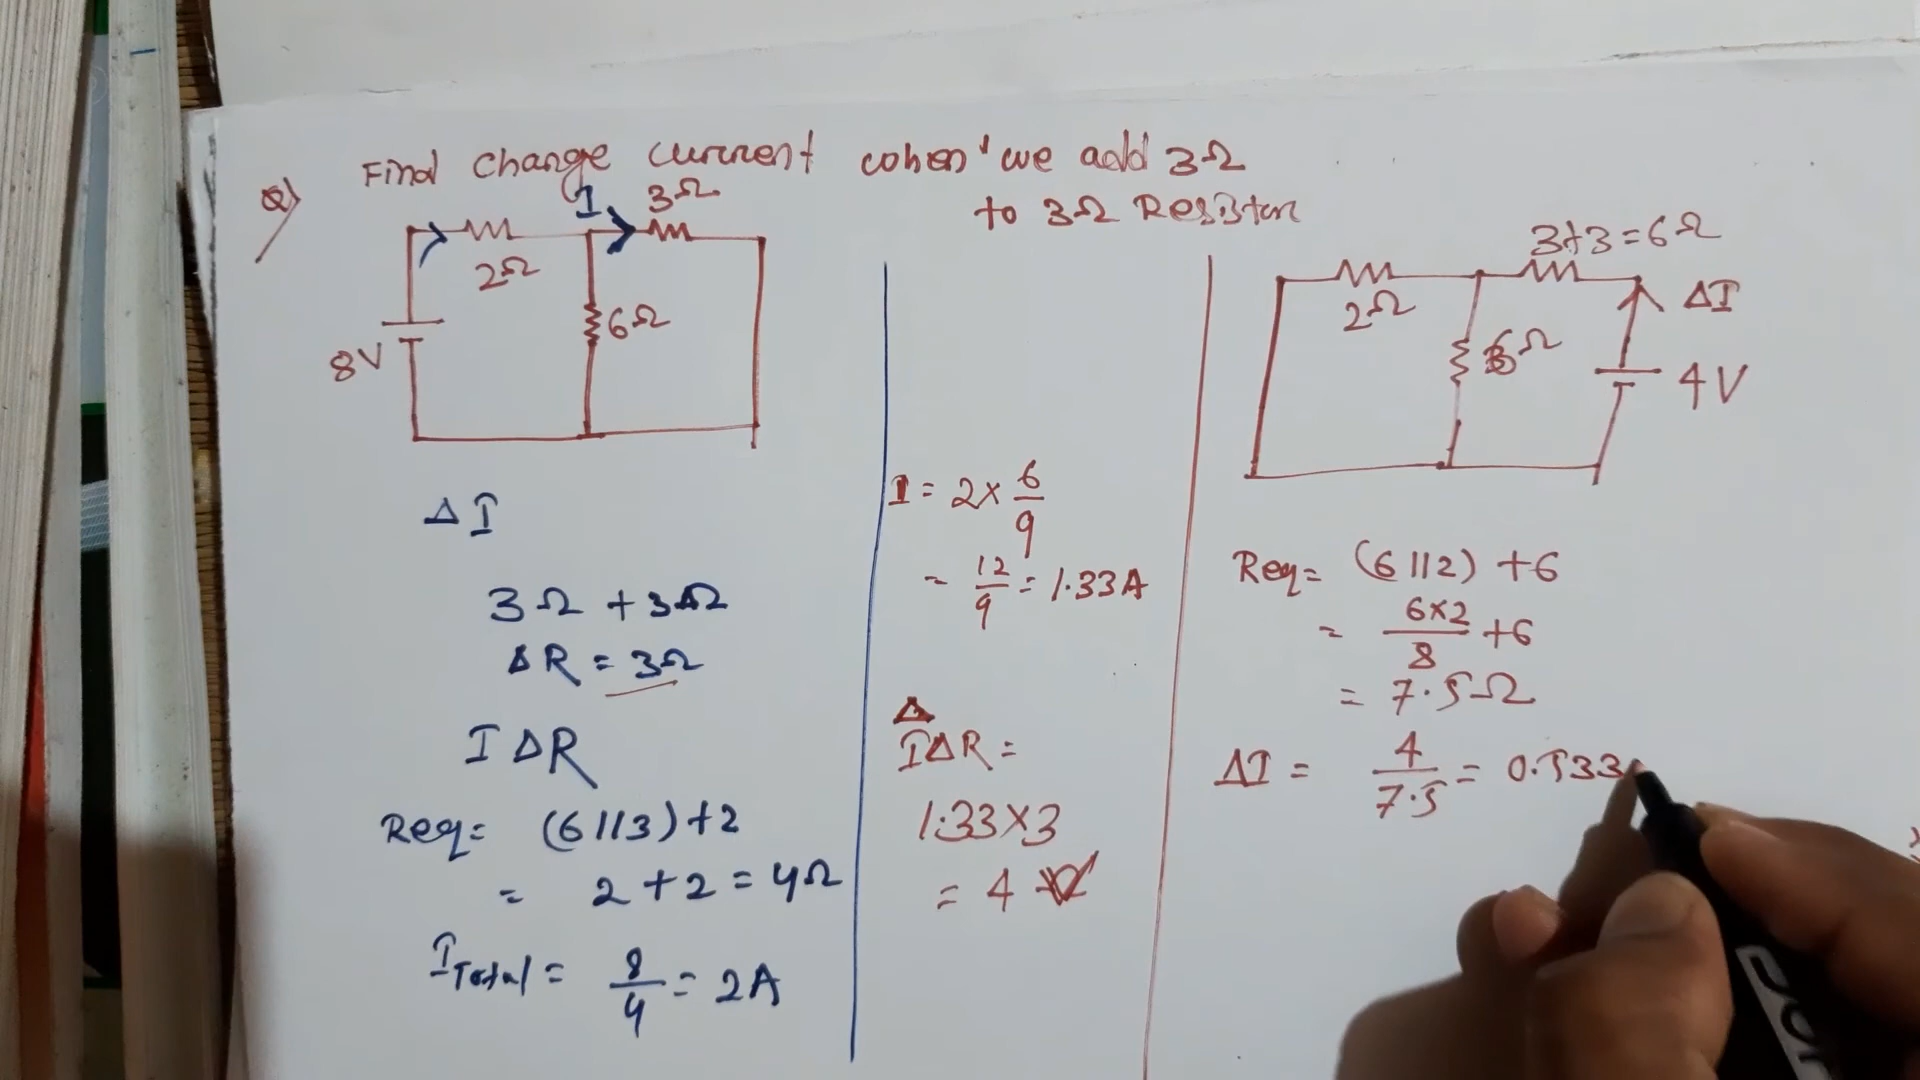 Q) Find change current when we add 3Ω
to 3Ω Resistor
I
3Ω
2Ω
6Ω
8V
ΔI
3Ω + 3Ω
ΔR = 3Ω
IΔR
Req = (6||3)+2
= 2+2 = 4Ω
ITotal = 8/4 = 2A
I = 2 × 6/9
= 12/9 = 1.33A
IΔR =
1.33×3
= 4 V
3+3=6Ω
2Ω
6Ω
ΔI
4V
Req = (6||2) +6
= 6×2/8 +6
= 7.5Ω
ΔI = 4/7.5 = 0.533